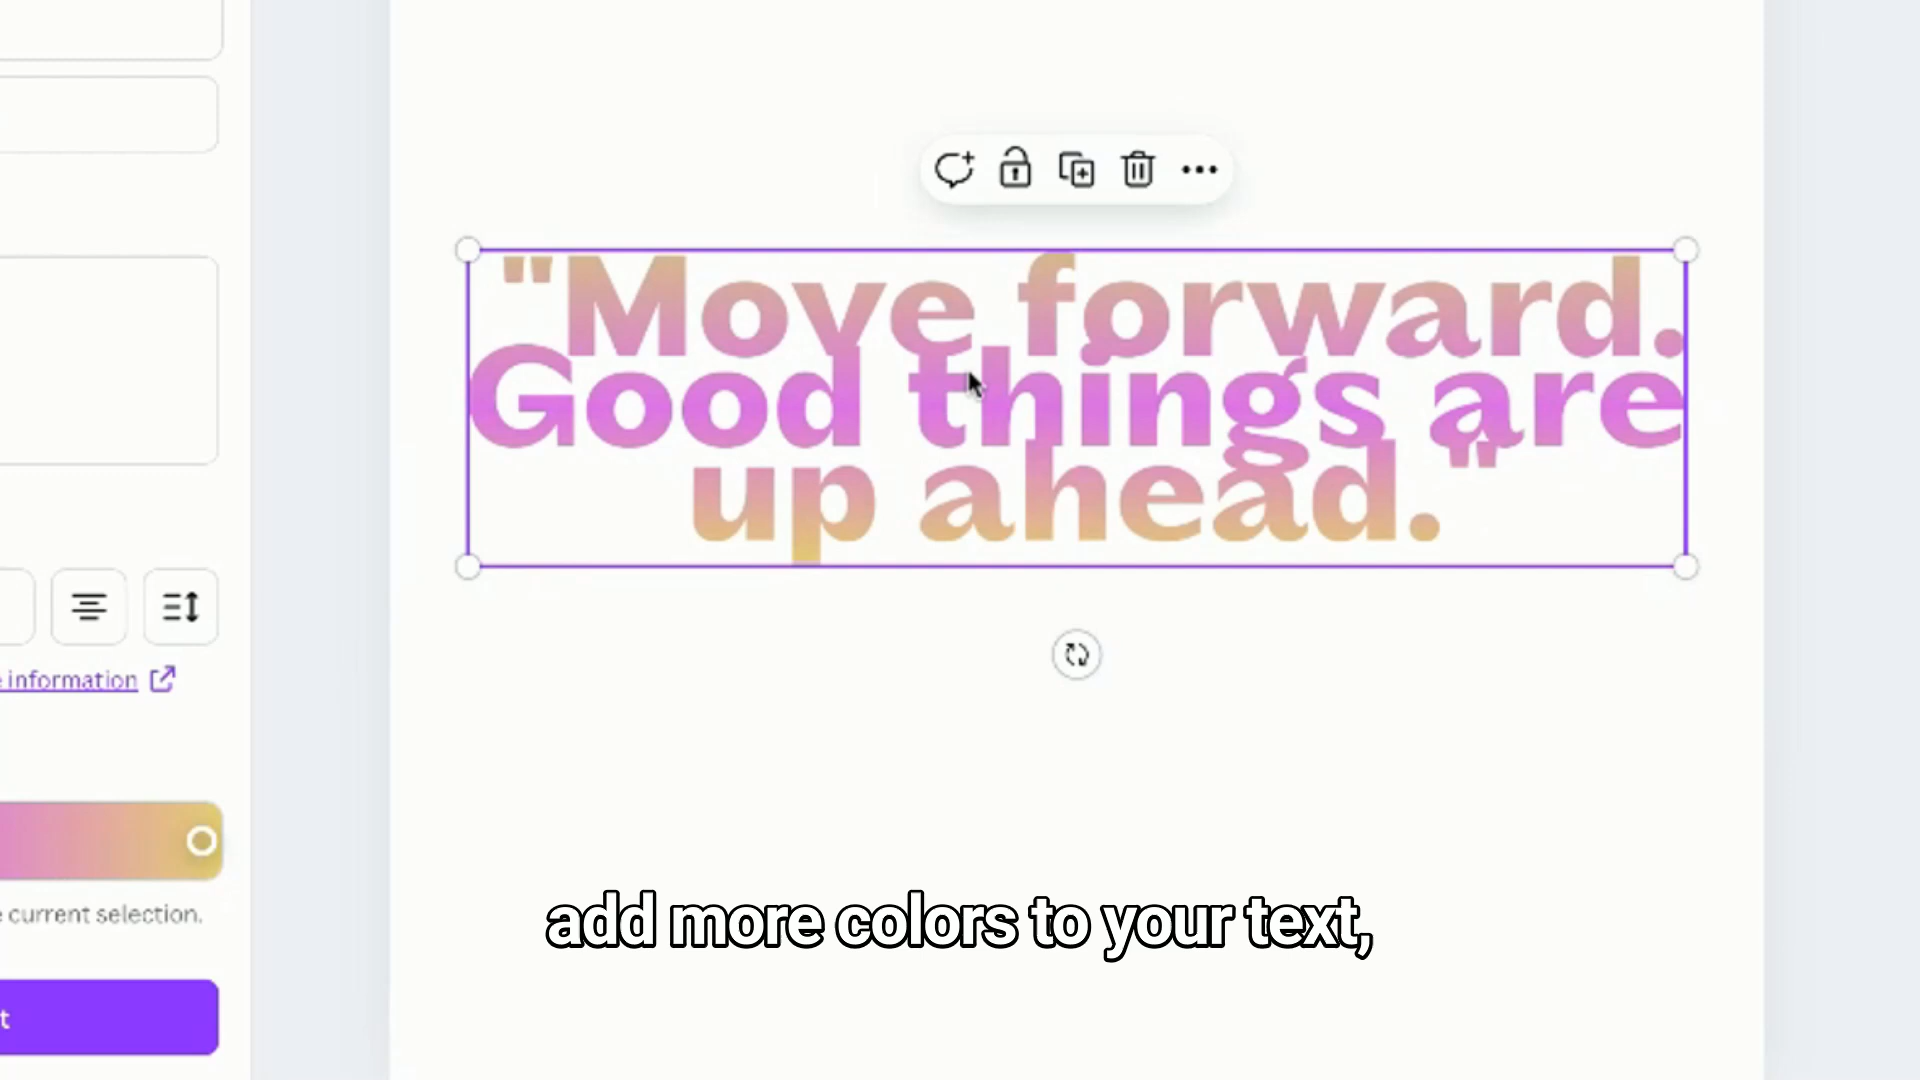 "Move forward.
Good things are
up ahead."
information
current selection.
t
add more colors to your text,